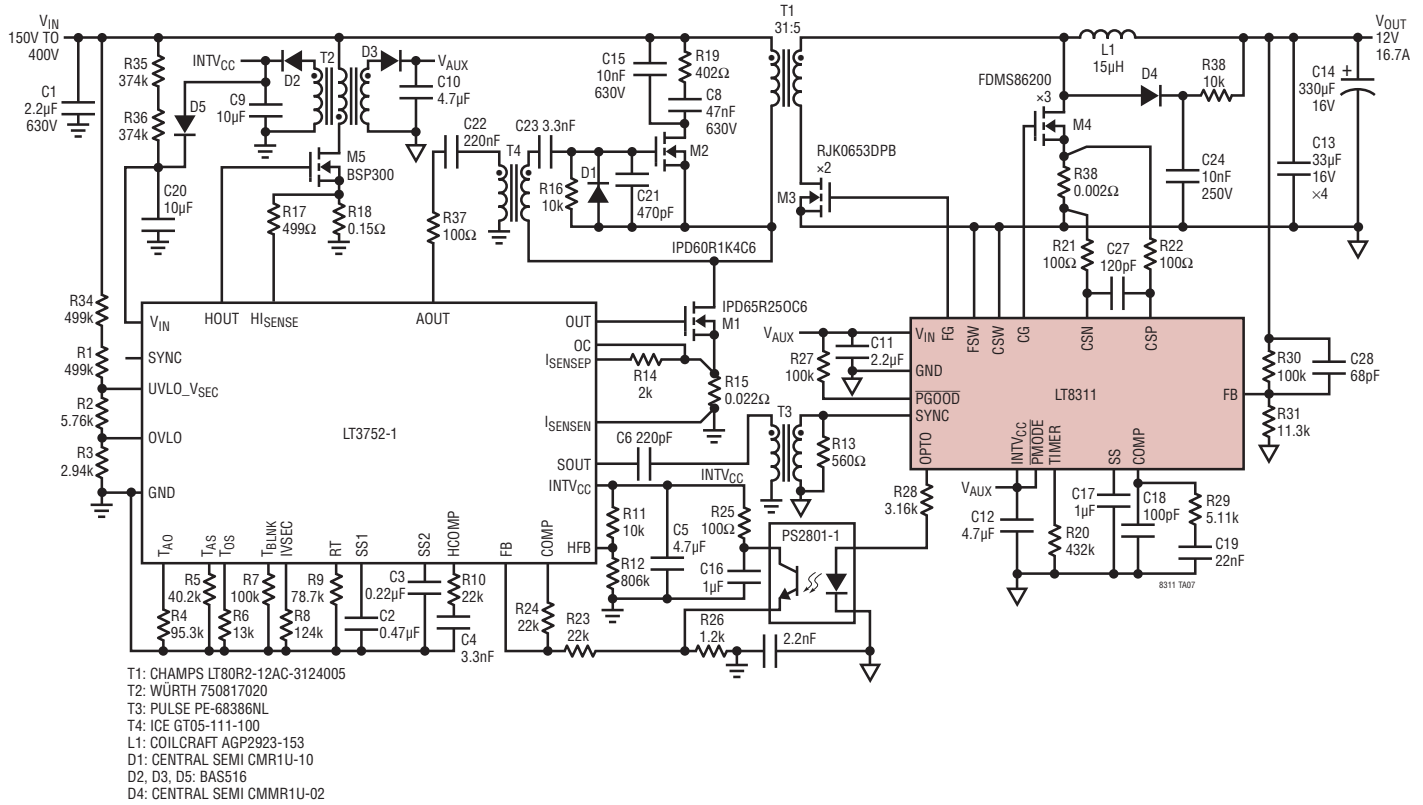 VIN
150V TO
400V
C1
2.2µF
630V
R35
374k
R36
374k
C20
10µF
D5
INTVCC
D2
C9
10µF
T2
D3
VAUX
C10
4.7µF
M5
BSP300
R17
499Ω
R18
0.15Ω
C22
220nF
R37
100Ω
T4
C23 3.3nF
R16
10k
D1
C21
470pF
C15
10nF
630V
R19
402Ω
C8
47nF
630V
M2
IPD60R1K4C6
T1
31:5
RJK0653DPB
×2
M3
FDMS86200
×3
M4
L1
15µH
D4
R38
10k
R38
0.002Ω
C24
10nF
250V
VOUT
12V
16.7A
C14
330µF
16V
+
C13
33µF
16V
×4
R21
100Ω
C27
120pF
R22
100Ω
R34
499k
R1
499k
R2
5.76k
R3
2.94k
VIN
SYNC
UVLO_VSEC
OVLO
GND
HOUT
HISENSE
AOUT
LT3752-1
OUT
OC
ISENSEP
ISENSEN
SOUT
INTVCC
HFB
TAO
TAS
TOS
TBLNK
IVSEC
RT
SS1
SS2
HCOMP
FB
COMP
IPD65R25OC6
M1
R14
2k
R15
0.022Ω
C6 220pF
T3
R13
560Ω
INTVCC
R11
10k
R12
806k
C5
4.7µF
R25
100Ω
C16
1µF
PS2801-1
R28
3.16k
VAUX
R27
100k
C11
2.2µF
VIN
GND
PGOOD
SYNC
OPTO
FG
FSW
CSW
CG
CSN
CSP
LT8311
FB
INTVCC
PMODE
TIMER
SS
COMP
R30
100k
C28
68pF
R31
11.3k
VAUX
C12
4.7µF
R20
432k
C17
1µF
C18
100pF
R29
5.11k
C19
22nF
8311 TA07
R5
40.2k
R4
95.3k
R6
13k
R7
100k
R8
124k
R9
78.7k
C3
0.22µF
C2
0.47µF
R10
22k
C4
3.3nF
R24
22k
R23
22k
R26
1.2k
2.2nF
T1: CHAMPS LT80R2-12AC-3124005
T2: WÜRTH 750817020
T3: PULSE PE-68386NL
T4: ICE GT05-111-100
L1: COILCRAFT AGP2923-153
D1: CENTRAL SEMI CMR1U-10
D2, D3, D5: BAS516
D4: CENTRAL SEMI CMMR1U-02